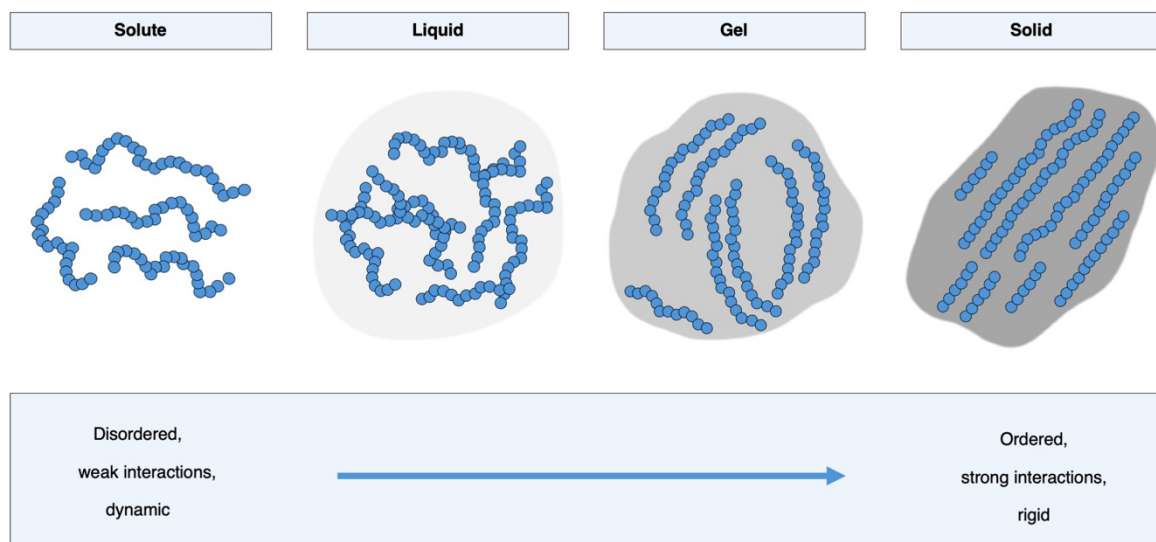 Solute
Liquid
Gel
Solid
Disordered,
weak interactions,
dynamic
Ordered,
strong interactions,
rigid